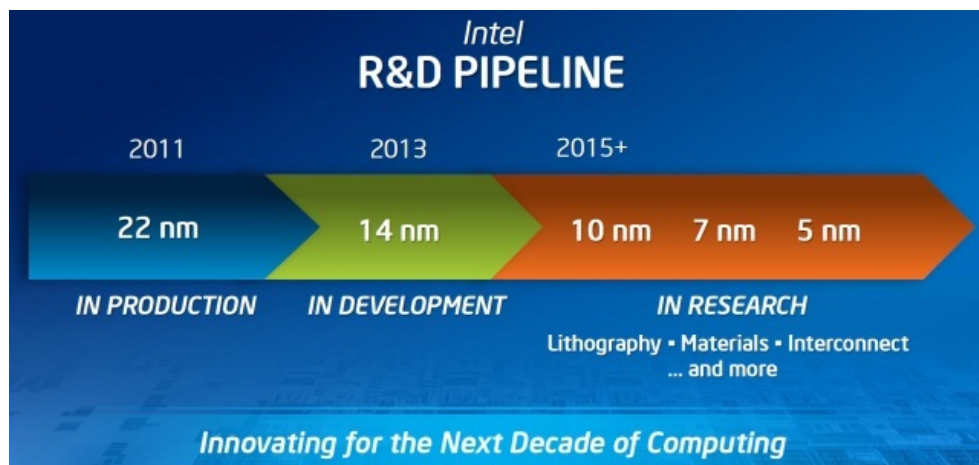 Intel
R&D PIPELINE
2011 2013 2015+
22 nm 14 nm 10 nm 7 nm 5 nm
IN PRODUCTION IN DEVELOPMENT IN RESEARCH
Lithography ▪ Materials ▪ Interconnect
... and more
Innovating for the Next Decade of Computing